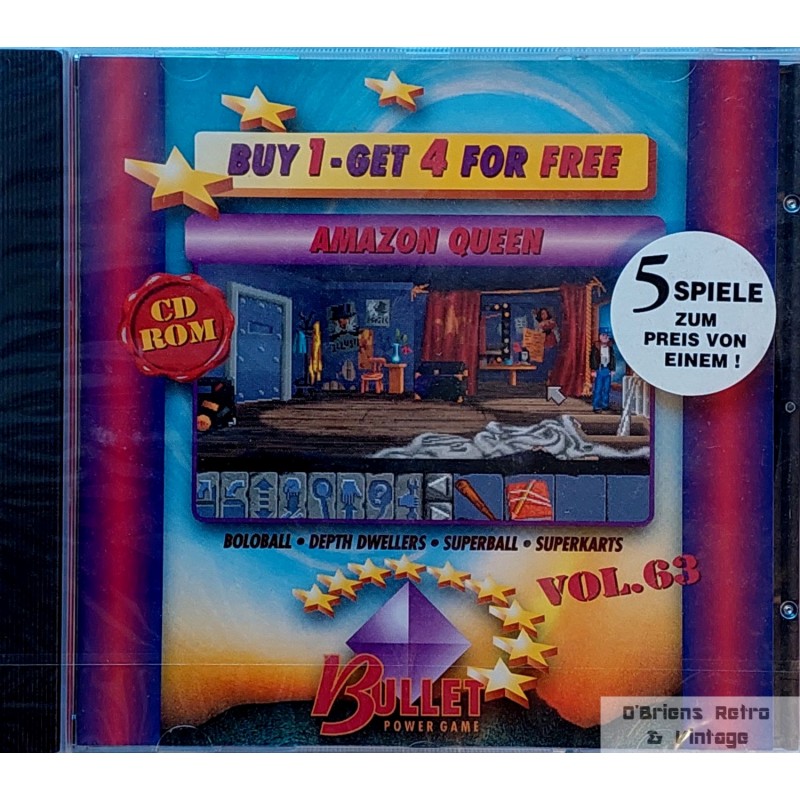 BUY 1-GET 4 FOR FREE
AMAZON QUEEN
CD
ROM
5 SPIELE
ZUM
PREIS VON
EINEM !
BOLOBALL • DEPTH DWELLERS • SUPERBALL • SUPERKARTS
VOL.63
BULLET
POWER GAME
O'Briens Retro
& Vintage